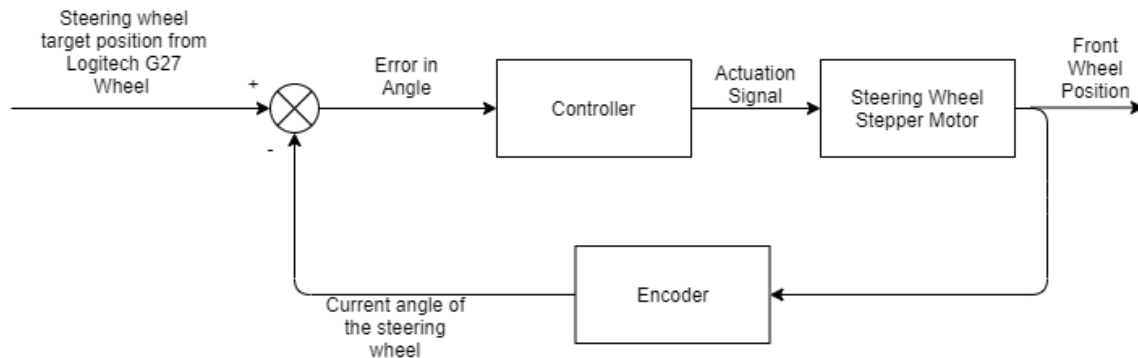 Steering wheel
target position from
Logitech G27
Wheel
+
-
Error in
Angle
Controller
Actuation
Signal
Steering Wheel
Stepper Motor
Front
Wheel
Position
Encoder
Current angle of
the steering
wheel